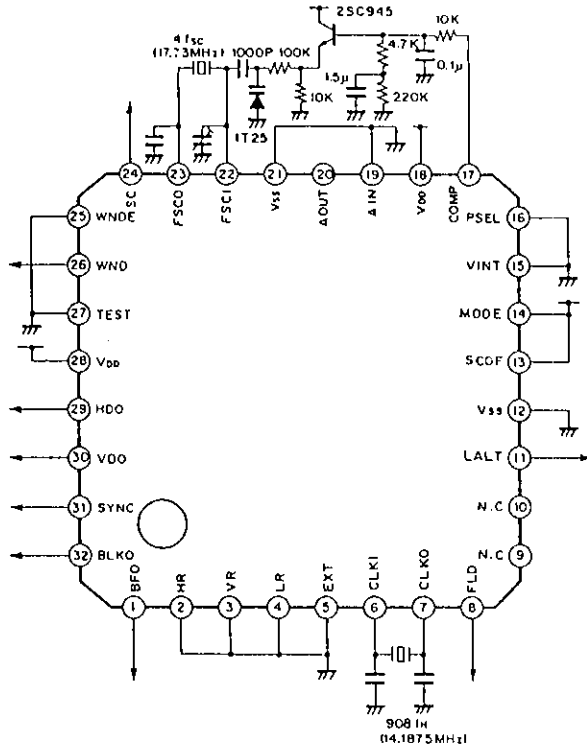 2SC945
4fsc
(17.73MHz)
1000P
100K
4.7K
10K
0.1μ
1.5μ
10K
220K
1T25
24
23
22
21
20
19
18
17
SC
FSCO
FSCI
Vss
AOUT
AIN
VDD
COMP
25 WNDE
26 WND
27 TEST
28 VDD
29 HDO
30 VDO
31 SYNC
32 BLKO
PSEL 16
VINT 15
MODE 14
SCOF 13
Vss 12
LALT 11
N.C 10
N.C 9
BFO
HR
VR
LR
EXT
CLKI
CLKO
FLD
1
2
3
4
5
6
7
8
908fH
(14.1875MHz)